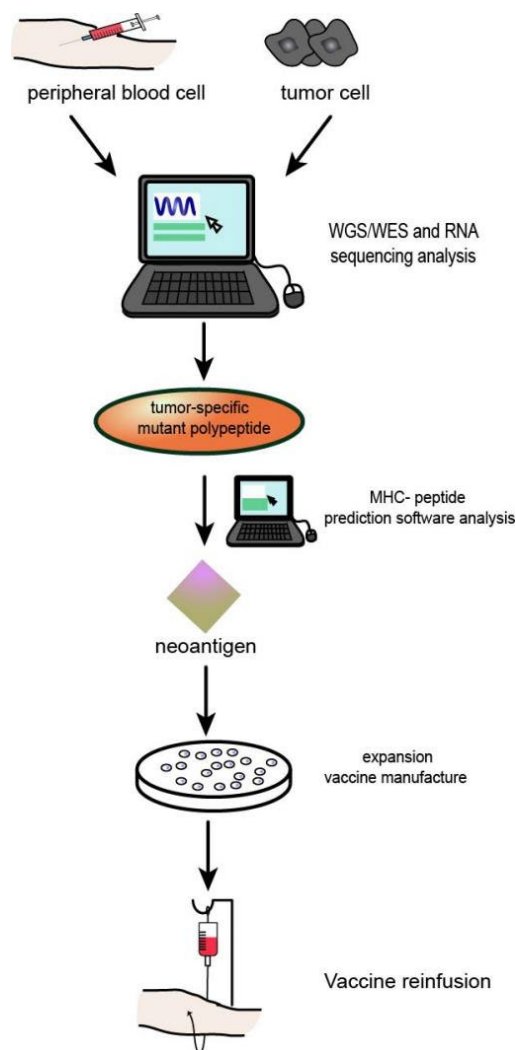 peripheral blood cell
tumor cell
WGS/WES and RNA
sequencing analysis
tumor-specific
mutant polypeptide
MHC- peptide
prediction software analysis
neoantigen
expansion
vaccine manufacture
Vaccine reinfusion